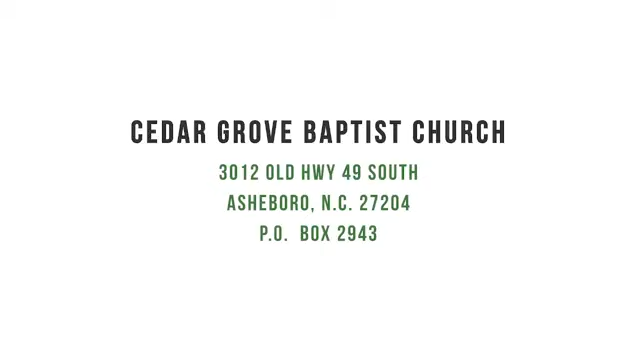 CEDAR GROVE BAPTIST CHURCH
3012 OLD HWY 49 SOUTH
ASHEBORO, N.C. 27204
P.O. BOX 2943